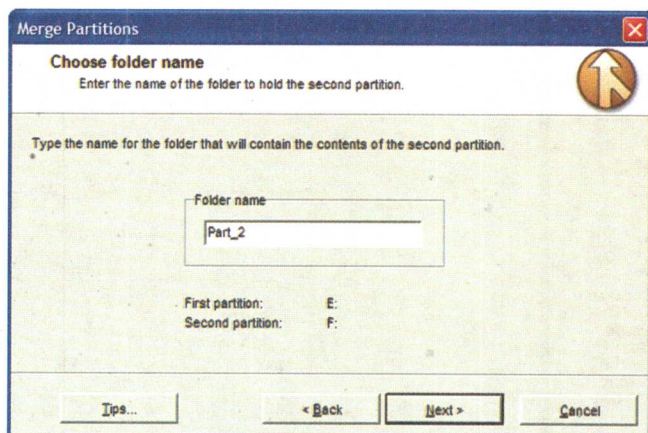 Merge Partitions
Choose folder name
Enter the name of the folder to hold the second partition.
Type the name for the folder that will contain the contents of the second partition.
Folder name
Part_2
First partition: E:
Second partition: F:
Tips... < Back Next > Cancel